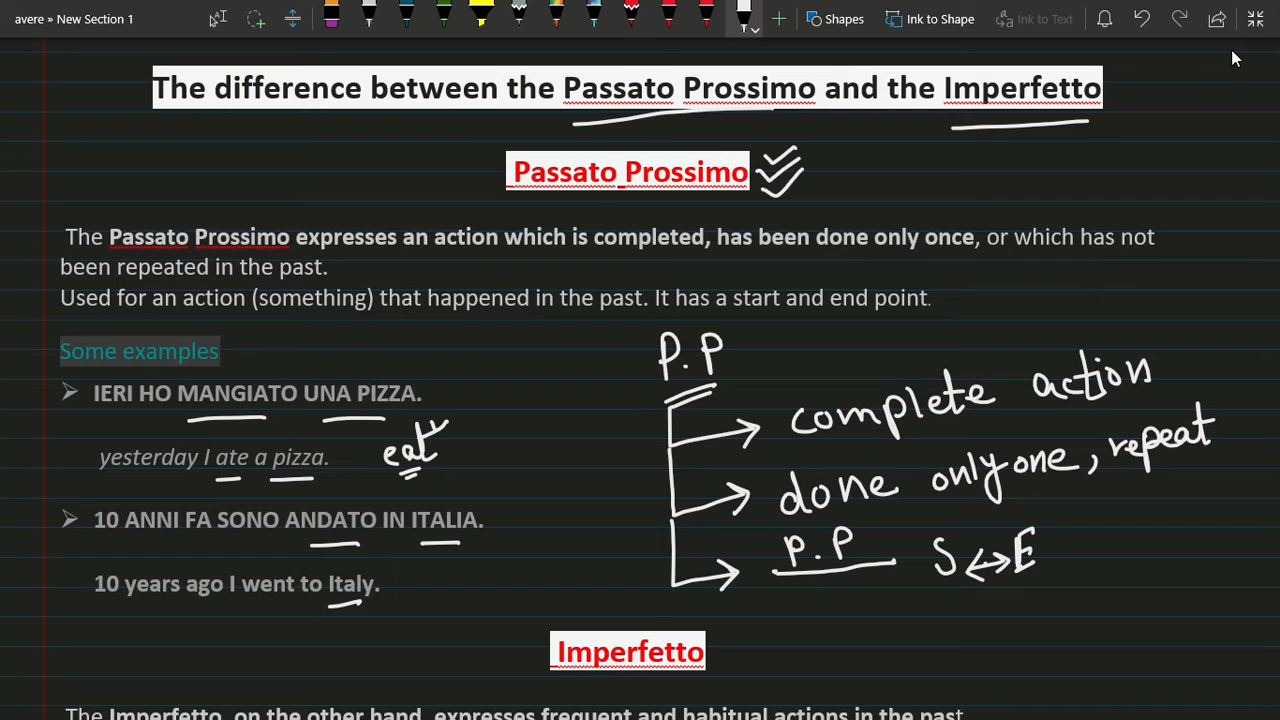 avere » New Section 1
Shapes
Ink to Shape
Ink to Text
The difference between the Passato Prossimo and the Imperfetto
Passato Prossimo
The Passato Prossimo expresses an action which is completed, has been done only once, or which has not
been repeated in the past.
Used for an action (something) that happened in the past. It has a start and end point.
Some examples
IERI HO MANGIATO UNA PIZZA.
yesterday I ate a pizza.
eat
10 ANNI FA SONO ANDATO IN ITALIA.
10 years ago I went to Italy.
P.P
complete action
done only one, repeat
P.P S↔E
Imperfetto
The Imperfetto, on the other hand, expresses frequent and habitual actions in the past